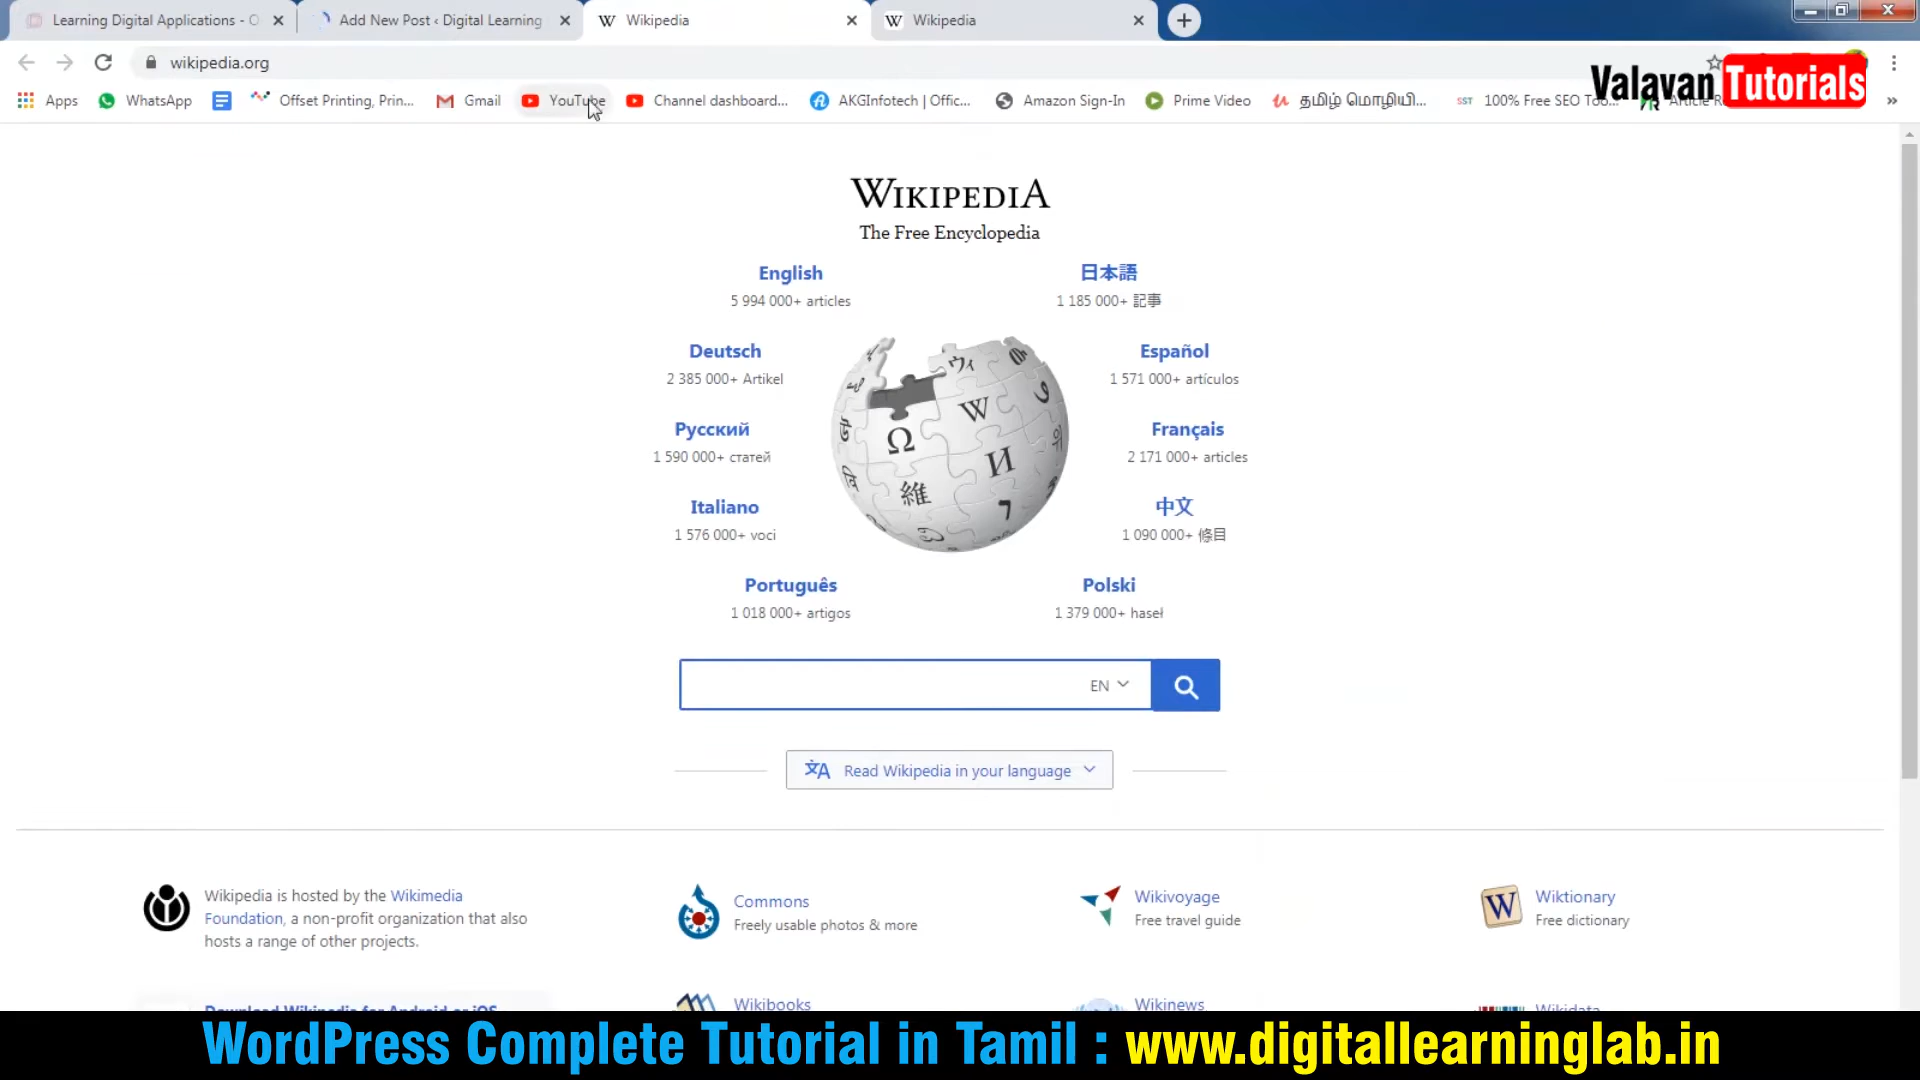 Learning Digital Applications - O
Add New Post ‹ Digital Learning
Wikipedia
Wikipedia
wikipedia.org
Valavan Tutorials
Apps
WhatsApp
Offset Printing, Prin...
Gmail
YouTube
Channel dashboard...
AKGInfotech | Offic...
Amazon Sign-In
Prime Video
தமிழ் மொழியி...
100% Free SEO Too...
WIKIPEDIA
The Free Encyclopedia
English
5 994 000+ articles
日本語
1 185 000+ 記事
Deutsch
2 385 000+ Artikel
Español
1 571 000+ artículos
Русский
1 590 000+ статей
Français
2 171 000+ articles
Italiano
1 576 000+ voci
中文
1 090 000+ 條目
Português
1 018 000+ artigos
Polski
1 379 000+ haseł
EN
Read Wikipedia in your language
Wikipedia is hosted by the Wikimedia
Foundation, a non-profit organization that also
hosts a range of other projects.
Commons
Freely usable photos & more
Wikivoyage
Free travel guide
Wiktionary
Free dictionary
Download Wikipedia for Android or iOS
Wikibooks
Wikinews
Wikidata
WordPress Complete Tutorial in Tamil : www.digitallearninglab.in